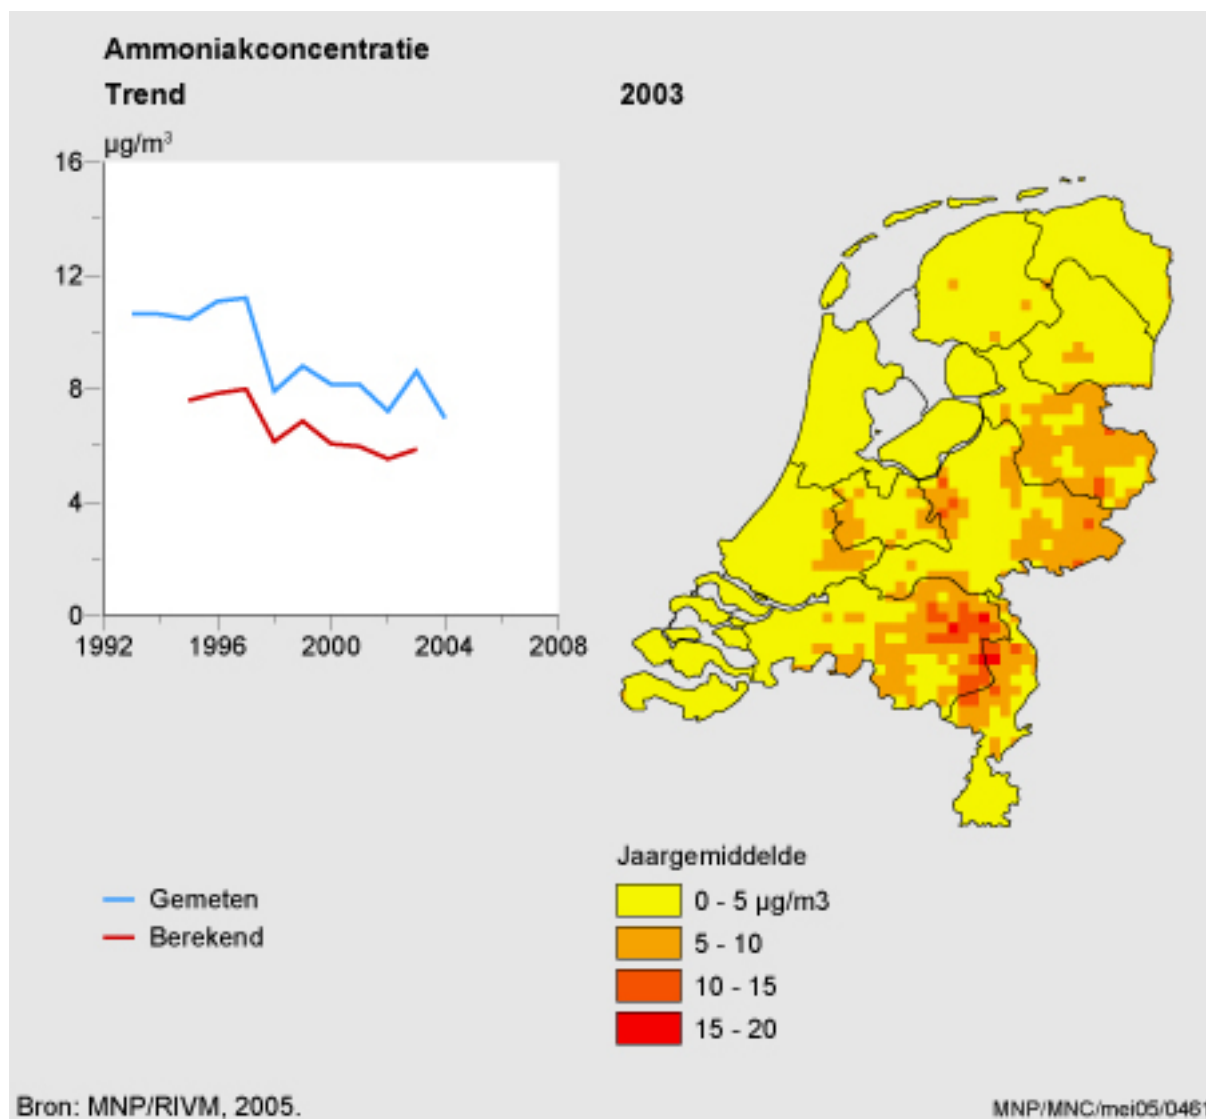 Ammoniakconcentratie
Trend
2003
µg/m³
16
12
8
4
0
1992 1996 2000 2004 2008
Gemeten
Berekend
Jaargemiddelde
0 - 5 µg/m3
5 - 10
10 - 15
15 - 20
Bron: MNP/RIVM, 2005.
MNP/MNC/mei05/0461